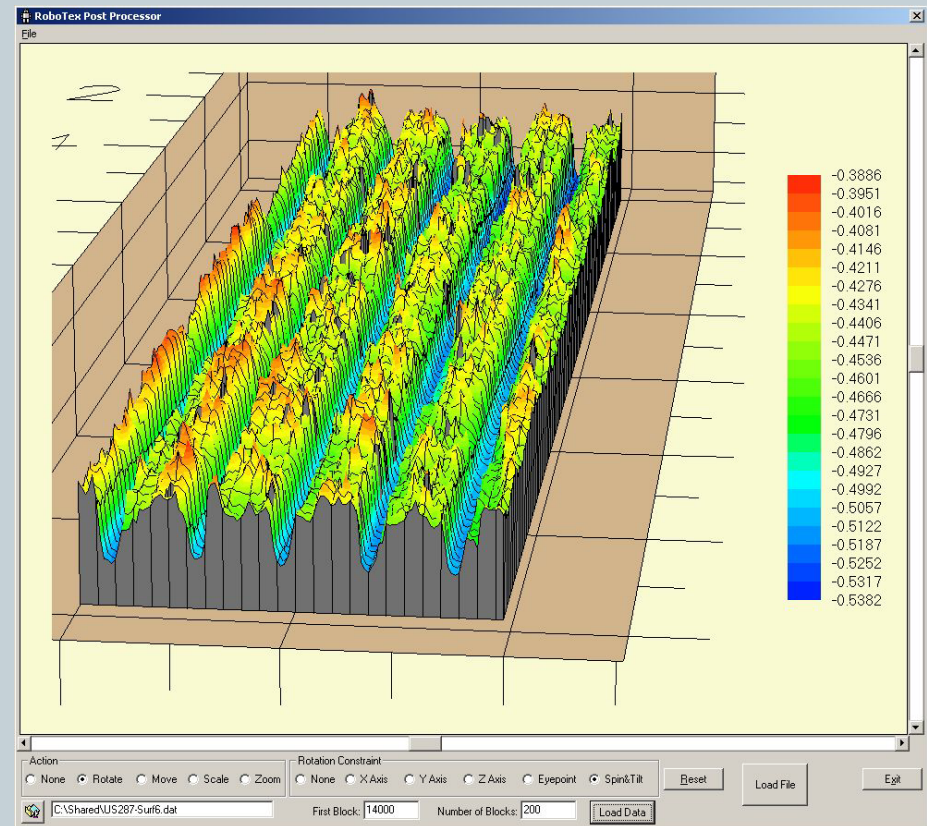 RoboTex Post Processor
File
2
-0.3886
-0.3951
-0.4016
-0.4081
-0.4146
-0.4211
-0.4276
-0.4341
-0.4406
-0.4471
-0.4536
-0.4601
-0.4666
-0.4731
-0.4796
-0.4862
-0.4927
-0.4992
-0.5057
-0.5122
-0.5187
-0.5252
-0.5317
-0.5382
Action
None Rotate Move Scale Zoom
Rotation Constraint
None X Axis Y Axis Z Axis Eyepoint Spin&Tilt
Reset
Load File
Exit
C:\Shared\US287-Surf6.dat
First Block: 14000
Number of Blocks: 200
Load Data